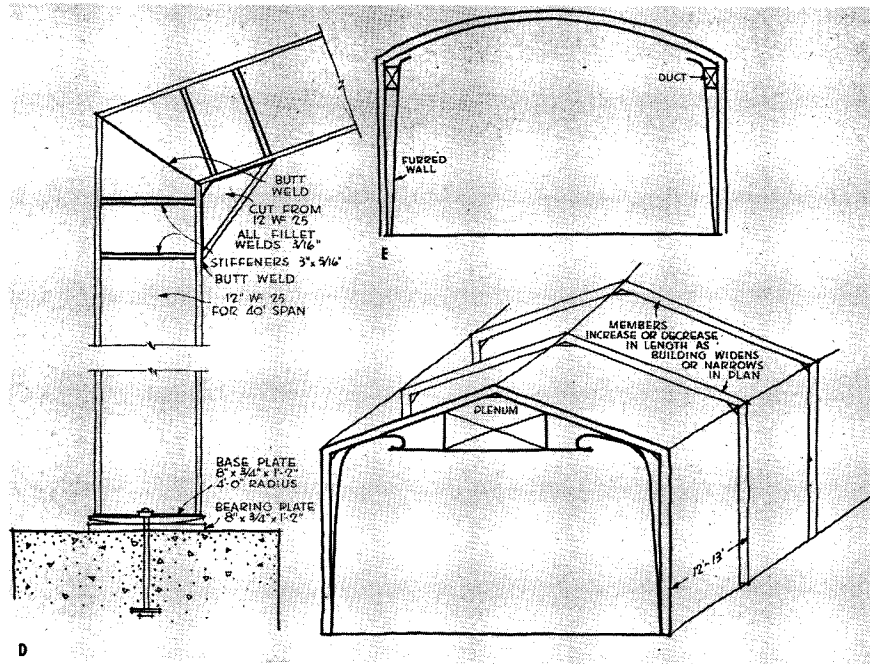 BUTT
WELD
CUT FROM
12 WF 25
ALL FILLET
WELDS 3/16"
STIFFENERS 3" x 5/16"
BUTT WELD
12" WF 25
FOR 40' SPAN
BASE PLATE
8" x 3/4" x 1'-2"
4'-0" RADIUS
BEARING PLATE
8" x 3/4" x 1'-2"
D
DUCT
FURRED
WALL
E
MEMBERS
INCREASE OR DECREASE
IN LENGTH AS
BUILDING WIDENS
OR NARROWS
IN PLAN
PLENUM
12'-13'